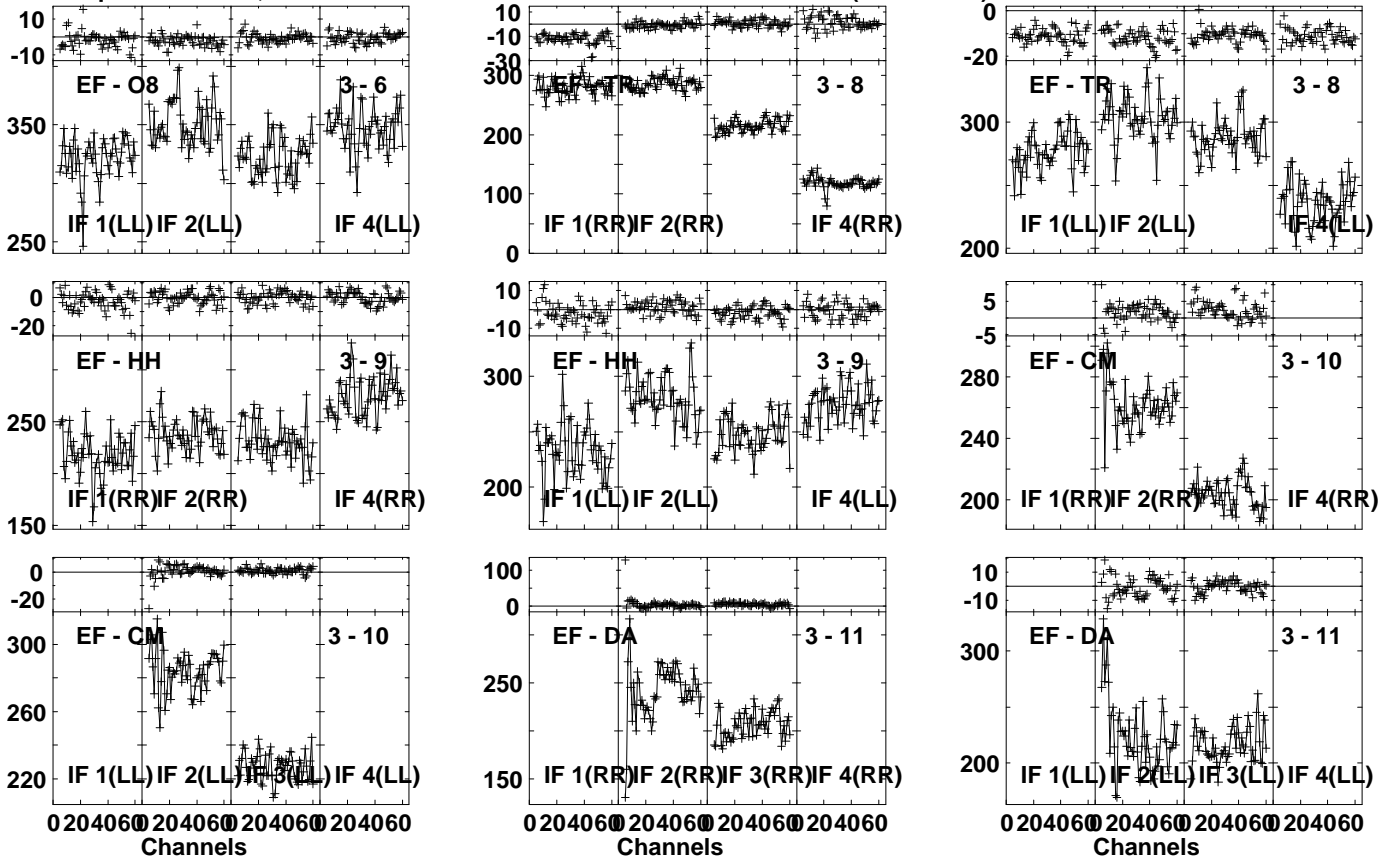 10
-10
EF - O8
3 - 6
350
250
IF 1(LL) IF 2(LL) IF 4(LL)
10
-10
-30
300
EF - TR
3 - 8
200
100
0
IF 1(RR) IF 2(RR) IF 4(RR)
0
-20
EF - TR
3 - 8
300
200
IF 1(LL) IF 2(LL) IF 4(LL)
0
-20
EF - HH
3 - 9
250
150
IF 1(RR) IF 2(RR) IF 4(RR)
10
-10
EF - HH
3 - 9
300
200
IF 1(LL) IF 2(LL) IF 4(LL)
5
-5
EF - CM
3 - 10
280
240
200
IF 1(RR) IF 2(RR) IF 4(RR)
0
-20
EF - CM
3 - 10
300
260
220
IF 1(LL) IF 2(LL) IF 3(LL) IF 4(LL)
0 204060 0 204060 0 204060 0 204060
Channels
100
0
EF - DA
3 - 11
250
150
IF 1(RR) IF 2(RR) IF 3(RR) IF 4(RR)
0 204060 0 204060 0 204060 0 204060
Channels
10
-10
EF - DA
3 - 11
300
200
IF 1(LL) IF 2(LL) IF 3(LL) IF 4(LL)
0 204060 0 204060 0 204060 0 204060
Channels